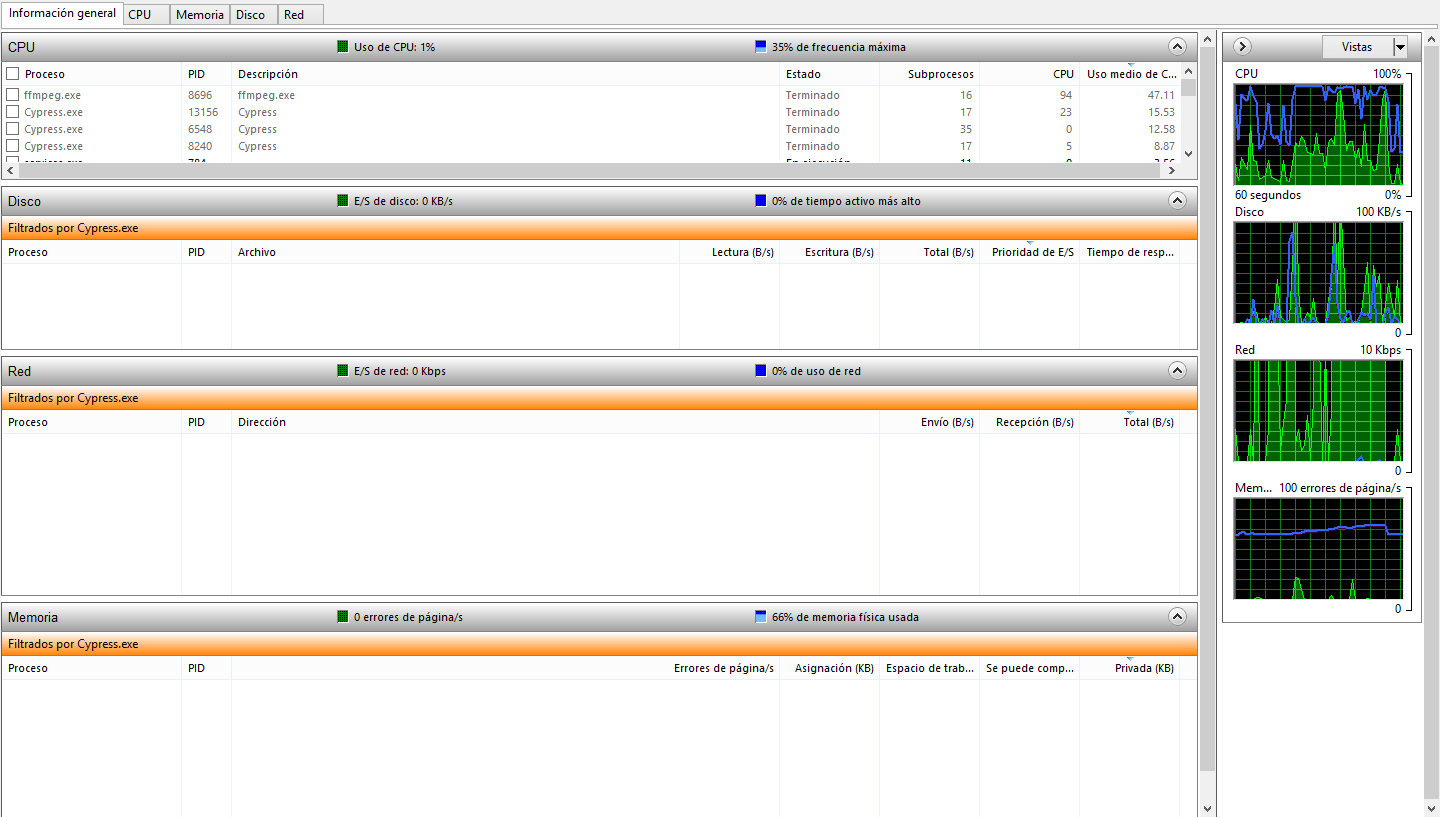 Información general CPU Memoria Disco Red
CPU Uso de CPU: 1% 35% de frecuencia máxima
Proceso PID Descripción Estado Subprocesos CPU Uso medio de C...
ffmpeg.exe 8696 ffmpeg.exe Terminado 16 94 47.11
Cypress.exe 13156 Cypress Terminado 17 23 15.53
Cypress.exe 6548 Cypress Terminado 35 0 12.58
Cypress.exe 8240 Cypress Terminado 17 5 8.87
Disco E/S de disco: 0 KB/s 0% de tiempo activo más alto
Filtrados por Cypress.exe
Proceso PID Archivo Lectura (B/s) Escritura (B/s) Total (B/s) Prioridad de E/S Tiempo de resp...
Red E/S de red: 0 Kbps 0% de uso de red
Filtrados por Cypress.exe
Proceso PID Dirección Envío (B/s) Recepción (B/s) Total (B/s)
Memoria 0 errores de página/s 66% de memoria física usada
Filtrados por Cypress.exe
Proceso PID Errores de página/s Asignación (KB) Espacio de trab... Se puede comp... Privada (KB)
Vistas
CPU 100%
60 segundos 0%
Disco 100 KB/s
0
Red 10 Kbps
0
Mem... 100 errores de página/s
0